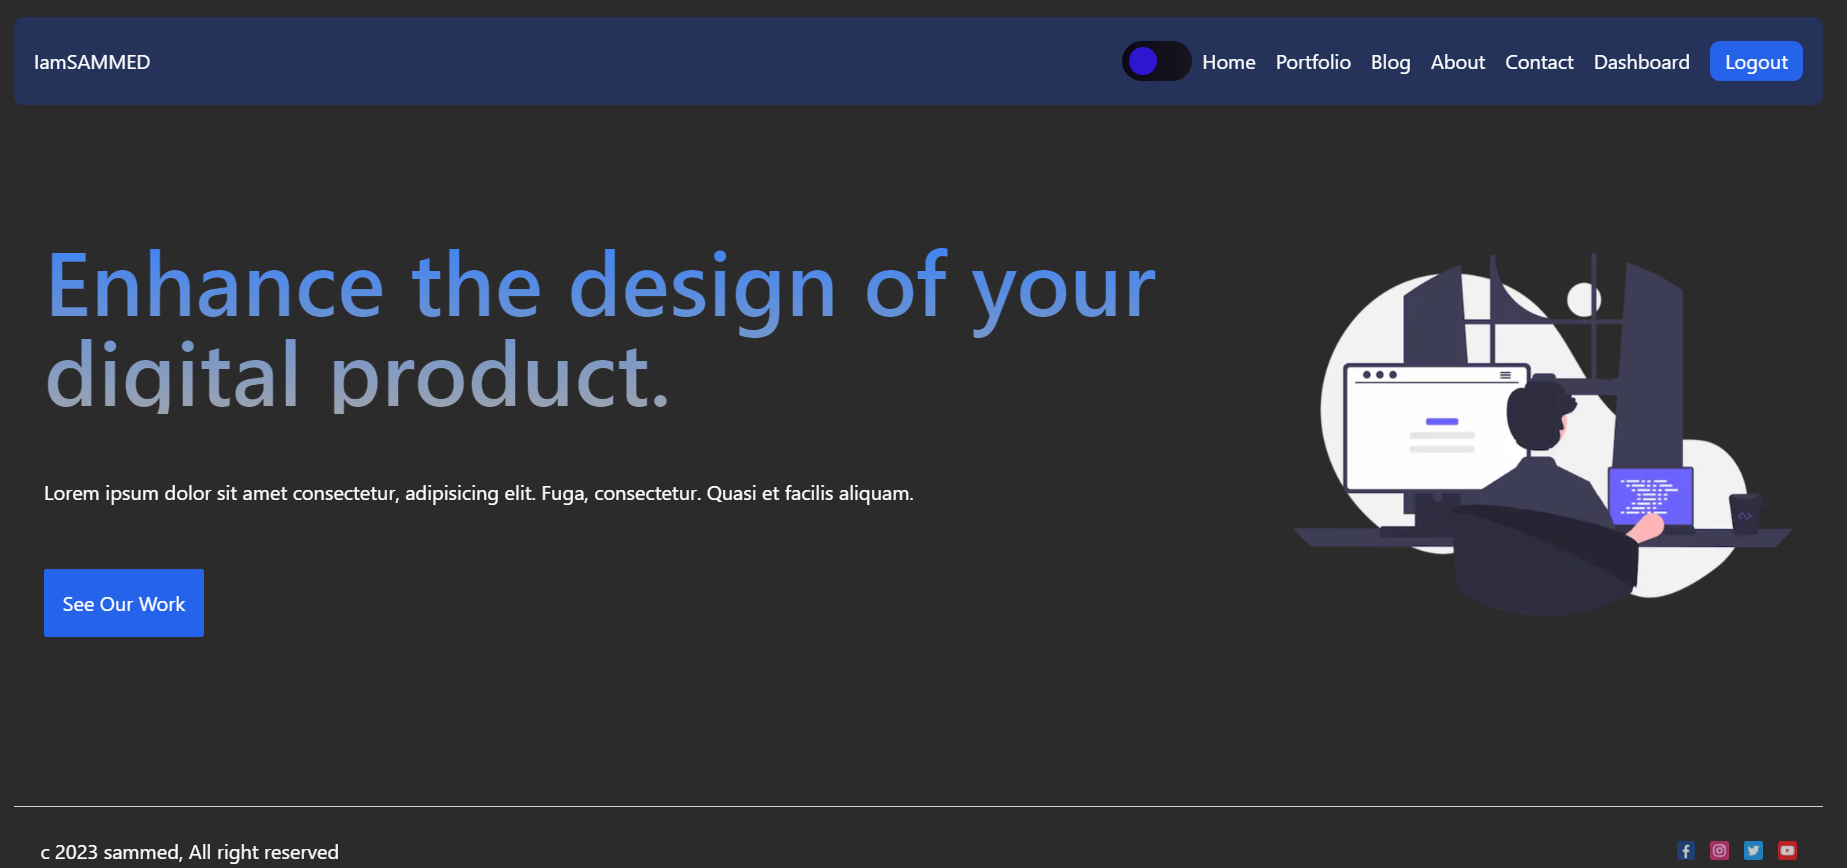 IamSAMMED
Home Portfolio Blog About Contact Dashboard Logout
Enhance the design of your
digital product.
Lorem ipsum dolor sit amet consectetur, adipisicing elit. Fuga, consectetur. Quasi et facilis aliquam.
See Our Work
c 2023 sammed, All right reserved